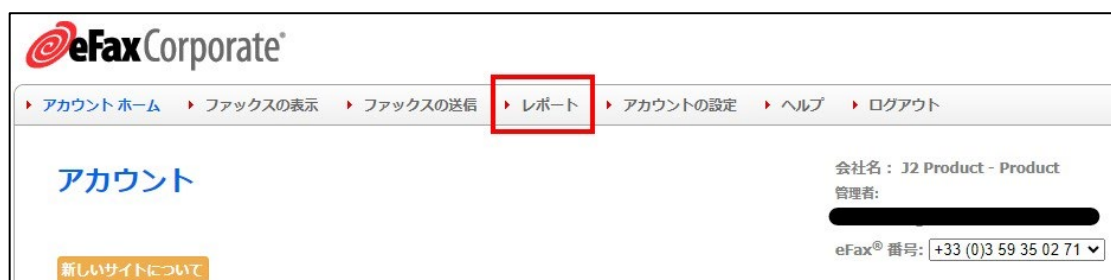 eFax Corporate®
アカウント ホーム ファックスの表示 ファックスの送信 レポート アカウントの設定 ヘルプ ログアウト
アカウント
会社名： J2 Product - Product
管理者:
eFax® 番号: +33 (0)3 59 35 02 71
新しいサイトについて